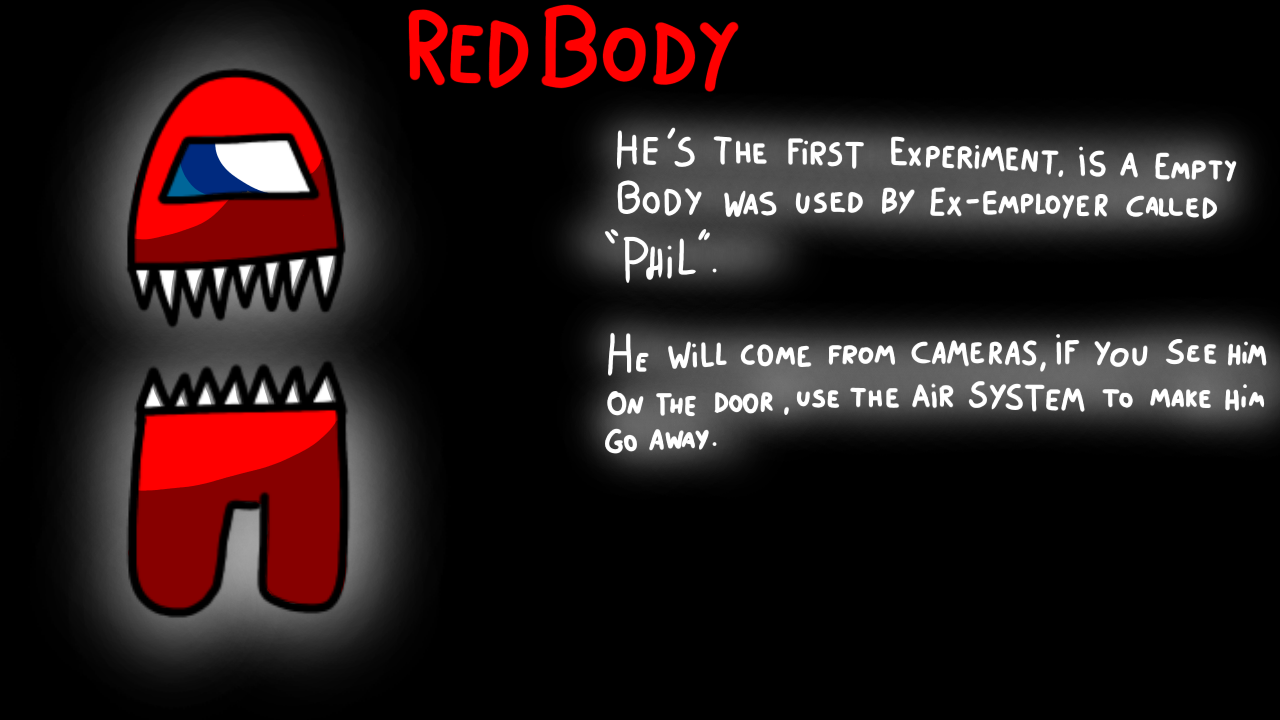 RED BODY
HE'S THE FIRST EXPERIMENT. IS A EMPTY
BODY WAS USED BY EX-EMPLOYER CALLED
"PHIL".
HE WILL COME FROM CAMERAS, IF YOU SEE HIM
ON THE DOOR, USE THE AIR SYSTEM TO MAKE HIM
GO AWAY.